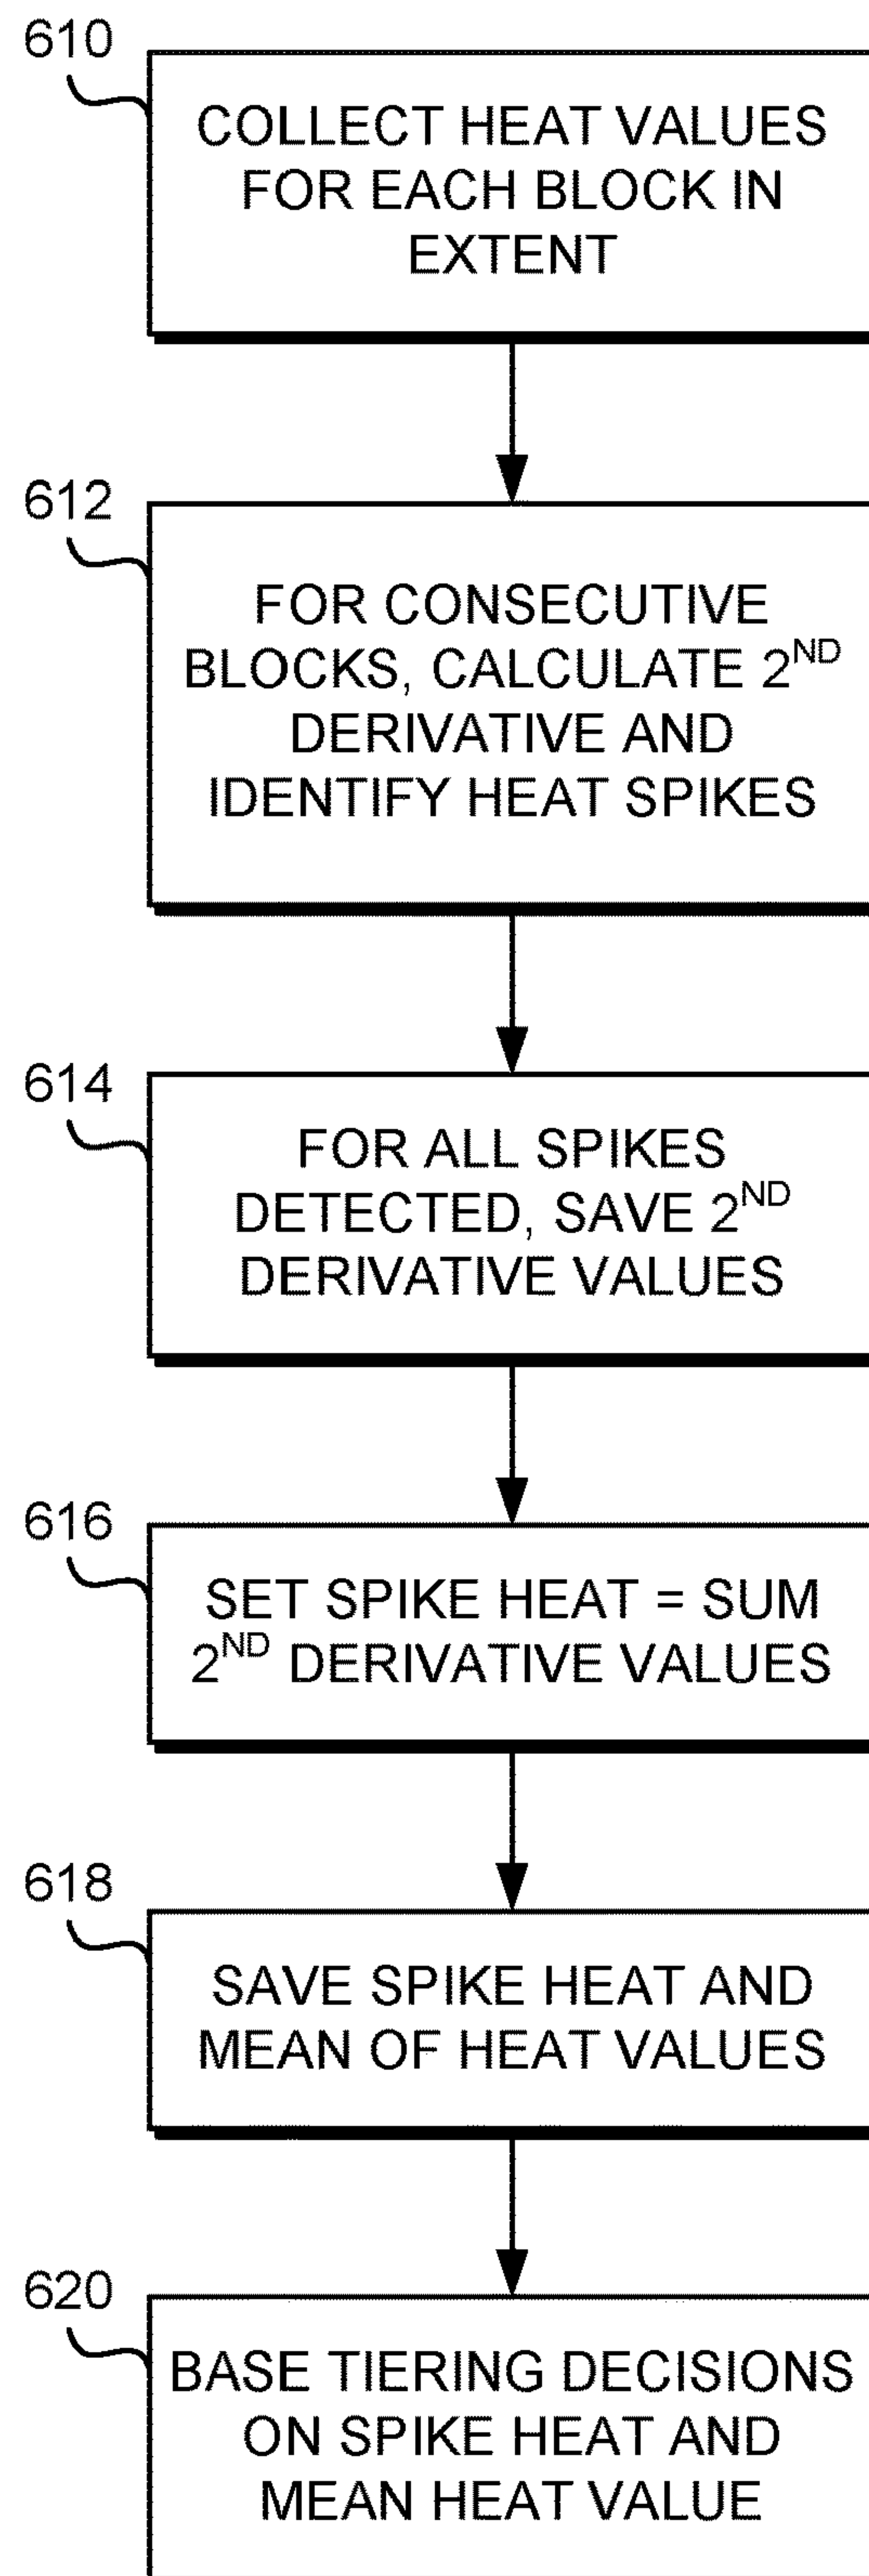 610
COLLECT HEAT VALUES
FOR EACH BLOCK IN
EXTENT
612
FOR CONSECUTIVE
BLOCKS, CALCULATE 2ND
DERIVATIVE AND
IDENTIFY HEAT SPIKES
614
FOR ALL SPIKES
DETECTED, SAVE 2ND
DERIVATIVE VALUES
616
SET SPIKE HEAT = SUM
2ND DERIVATIVE VALUES
618
SAVE SPIKE HEAT AND
MEAN OF HEAT VALUES
620
BASE TIERING DECISIONS
ON SPIKE HEAT AND
MEAN HEAT VALUE